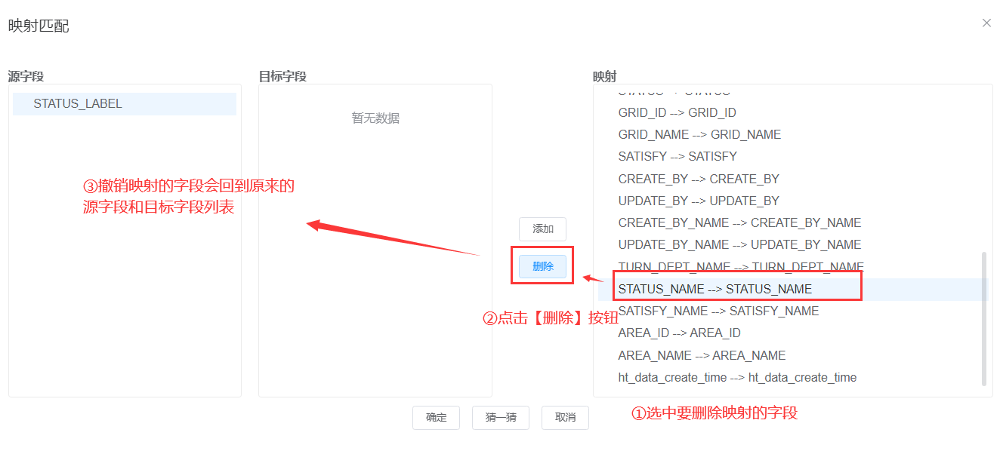 映射匹配
源字段
目标字段
映射
STATUS_LABEL
暂无数据
STATUS --> STATUS
GRID_ID --> GRID_ID
GRID_NAME --> GRID_NAME
SATISFY --> SATISFY
CREATE_BY --> CREATE_BY
UPDATE_BY --> UPDATE_BY
CREATE_BY_NAME --> CREATE_BY_NAME
UPDATE_BY_NAME --> UPDATE_BY_NAME
TURN_DEPT_NAME --> TURN_DEPT_NAME
STATUS_NAME --> STATUS_NAME
SATISFY_NAME --> SATISFY_NAME
AREA_ID --> AREA_ID
AREA_NAME --> AREA_NAME
ht_data_create_time --> ht_data_create_time
③撤销映射的字段会回到原来的
源字段和目标字段列表
添加
删除
②点击【删除】按钮
①选中要删除映射的字段
确定
猜一猜
取消